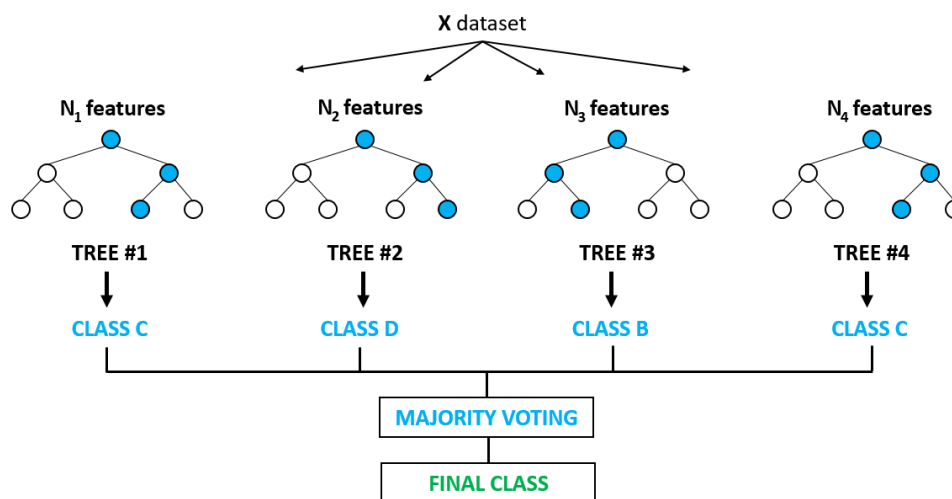 X dataset
N₁ features N₂ features N₃ features N₄ features
TREE #1 TREE #2 TREE #3 TREE #4
CLASS C CLASS D CLASS B CLASS C
MAJORITY VOTING
FINAL CLASS